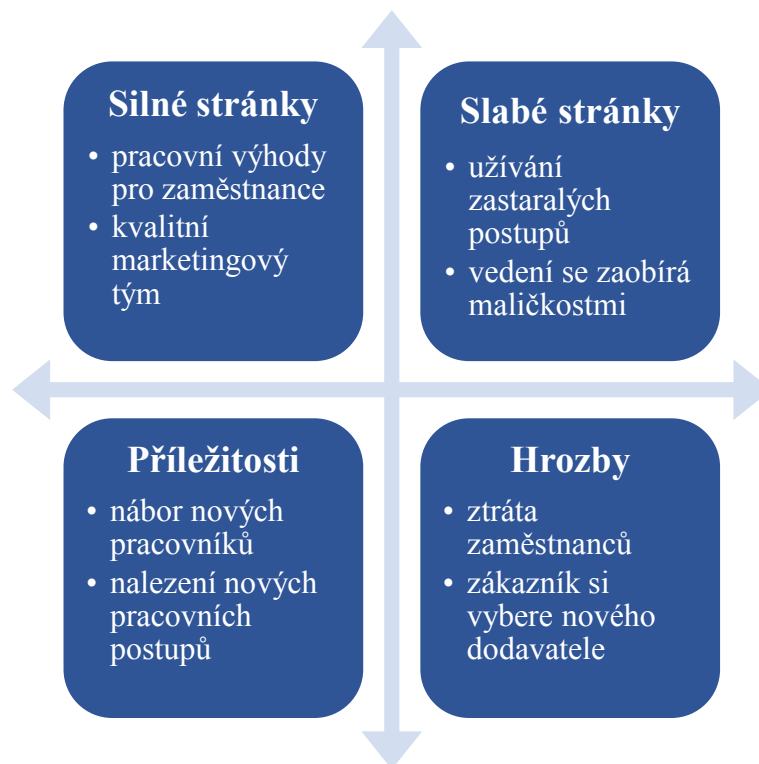 Silné stránky
• pracovní výhody
pro zaměstnance
• kvalitní
marketingový
tým
Slabé stránky
• užívání
zastaralých
postupů
• vedení se zaobírá
maličkostmi
Příležitosti
• nábor nových
pracovníků
• nalezení nových
pracovních
postupů
Hrozby
• ztráta
zaměstnanců
• zákazník si
vybere nového
dodavatele